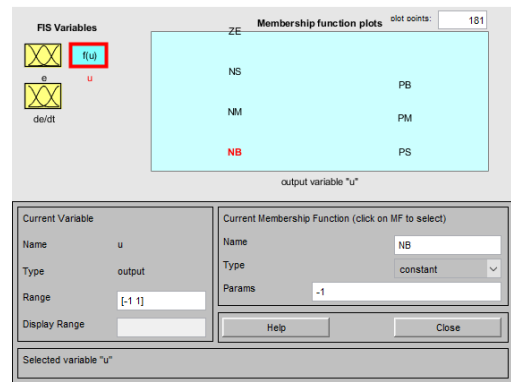 FIS Variables
Membership function plots
plot points:
181
f(u)
e
u
de/dt
ZE
NS
NM
NB
PB
PM
PS
output variable "u"
Current Variable
Name
u
Type
output
Range
[-1 1]
Display Range
Current Membership Function (click on MF to select)
Name
NB
Type
constant
Params
-1
Help
Close
Selected variable "u"